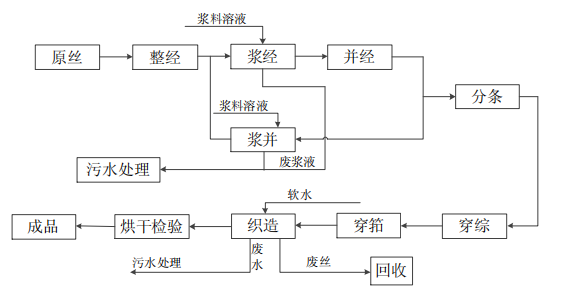 浆料溶液
原丝
整经
浆经
并经
分条
浆料溶液
浆并
废浆液
污水处理
软水
成品
烘干检验
织造
穿筘
穿综
废水
污水处理
废丝
回收